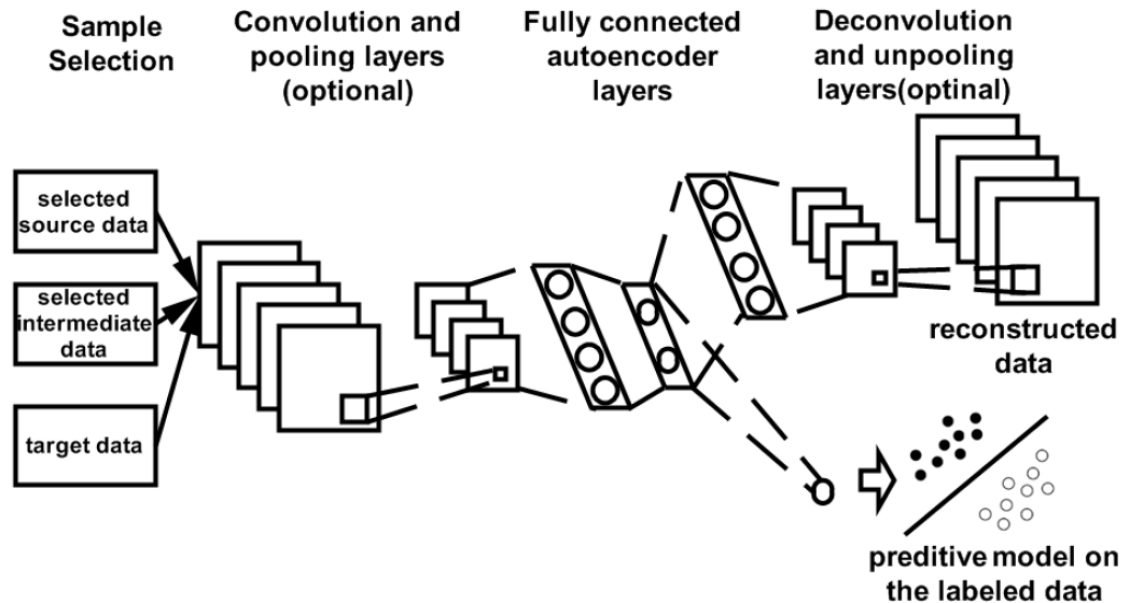 Sample
Selection
Convolution and
pooling layers
(optional)
Fully connected
autoencoder
layers
Deconvolution
and unpooling
layers(optinal)
selected
source data
selected
intermediate
data
target data
reconstructed
data
preditive model on
the labeled data